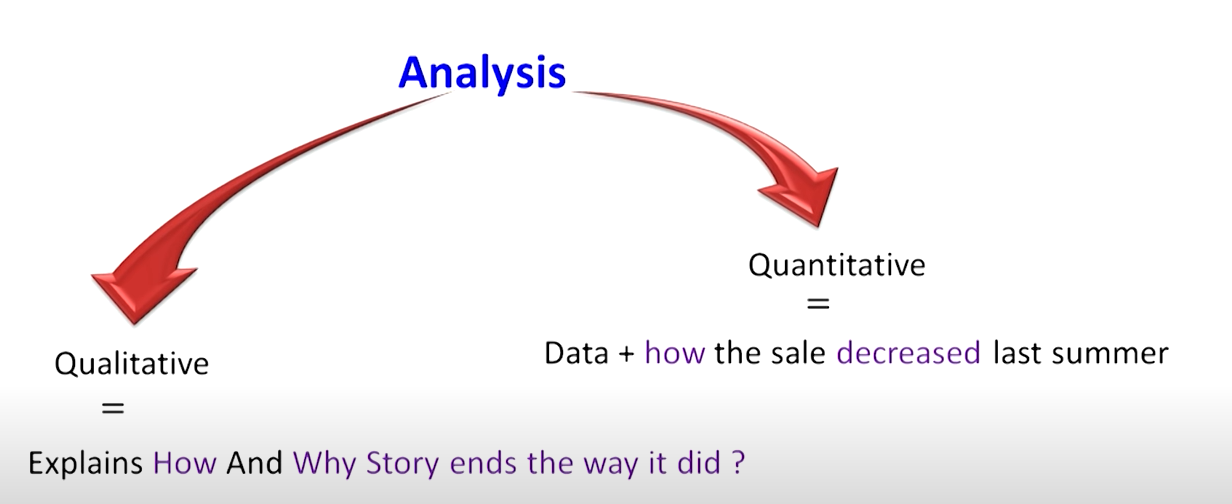 Analysis
Quantitative
=
Data + how the sale decreased last summer
Qualitative
=
Explains How And Why Story ends the way it did ?